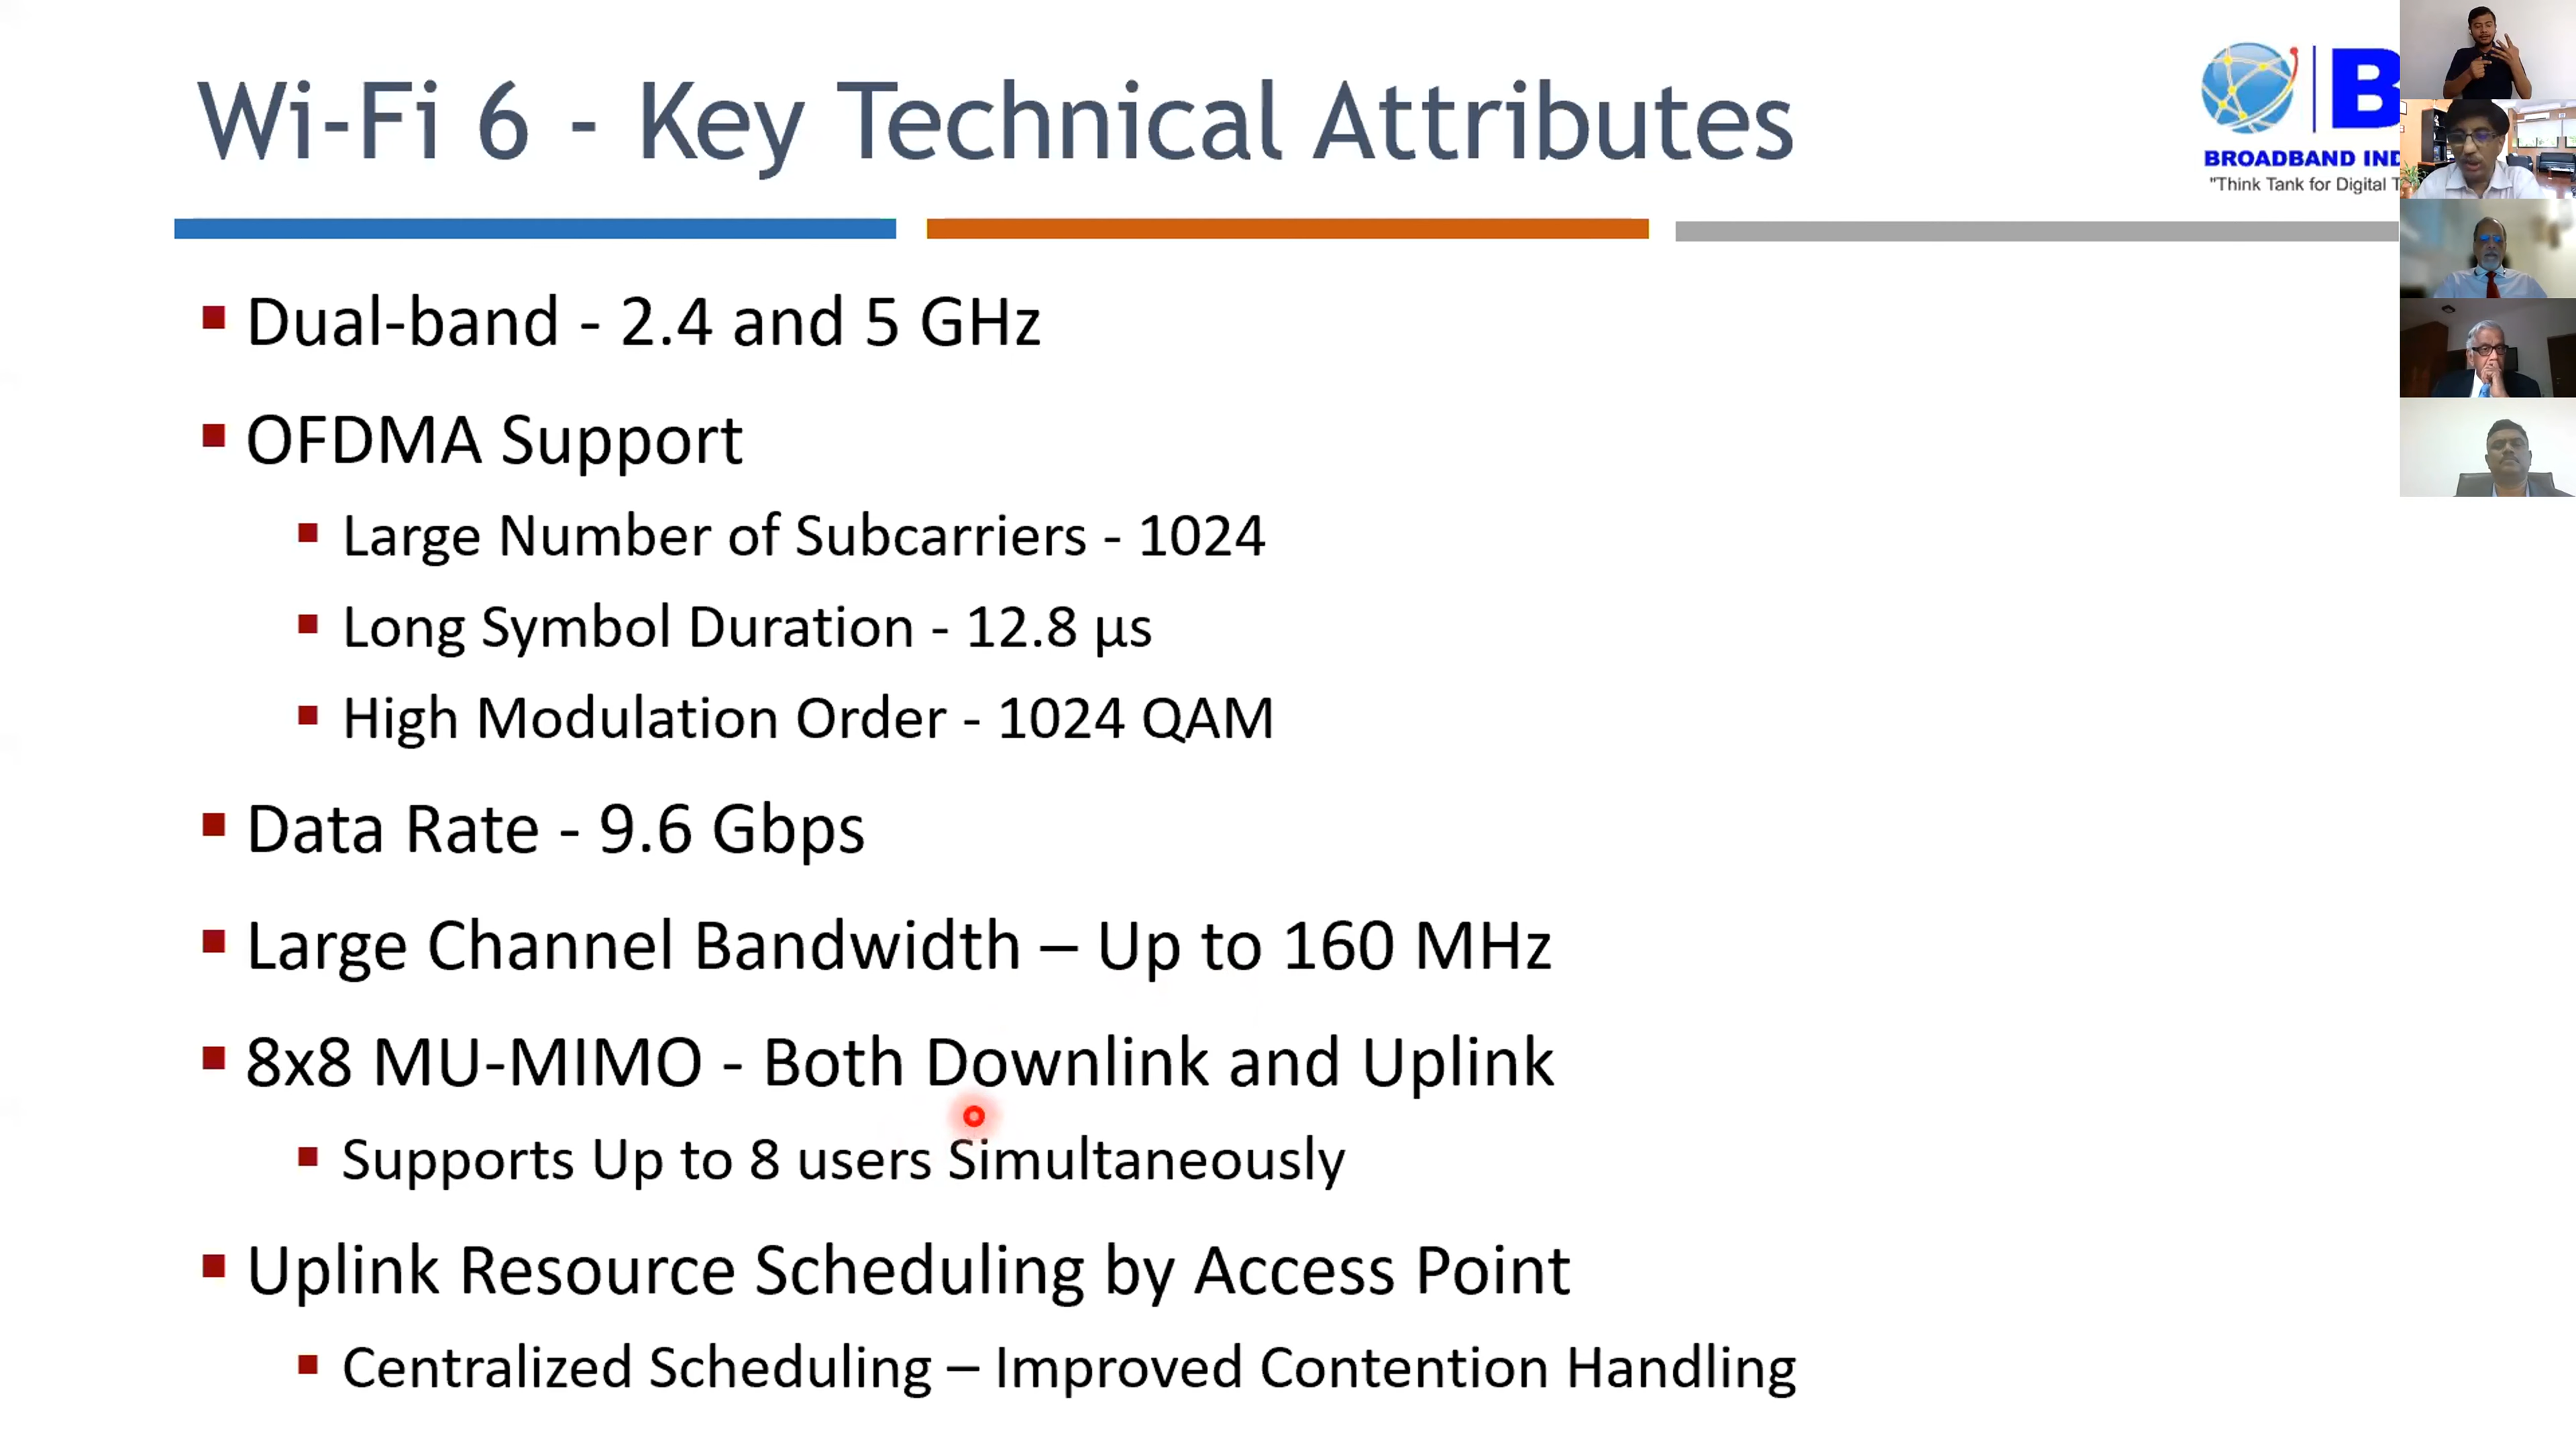 Wi-Fi 6 - Key Technical Attributes
B
BROADBAND IND
"Think Tank for Digital T
Dual-band - 2.4 and 5 GHz
OFDMA Support
Large Number of Subcarriers - 1024
Long Symbol Duration - 12.8 µs
High Modulation Order - 1024 QAM
Data Rate - 9.6 Gbps
Large Channel Bandwidth – Up to 160 MHz
8x8 MU-MIMO - Both Downlink and Uplink
Supports Up to 8 users Simultaneously
Uplink Resource Scheduling by Access Point
Centralized Scheduling – Improved Contention Handling